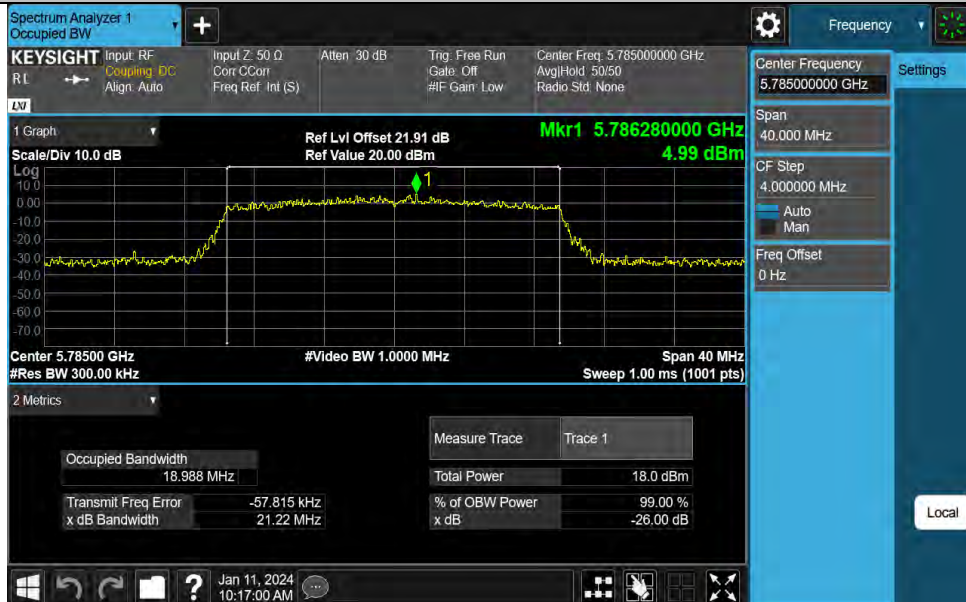 Spectrum Analyzer 1
Occupied BW
+
Frequency
KEYSIGHT
Input: RF
Coupling: DC
Align: Auto
Input Z: 50 Ω
Corr CCorr
Freq Ref: Int (S)
Atten: 30 dB
Trig: Free Run
Gate: Off
#IF Gain: Low
Center Freq: 5.785000000 GHz
Avg|Hold: 50/50
Radio Std: None
LXI
1 Graph
Scale/Div 10.0 dB
Ref Lvl Offset 21.91 dB
Ref Value 20.00 dBm
Mkr1 5.786280000 GHz
4.99 dBm
Log
10.0
0.00
-10.0
-20.0
-30.0
-40.0
-50.0
-60.0
-70.0
1
Center 5.78500 GHz
#Video BW 1.0000 MHz
Span 40 MHz
#Res BW 300.00 kHz
Sweep 1.00 ms (1001 pts)
2 Metrics
Occupied Bandwidth
18.988 MHz
Transmit Freq Error -57.815 kHz
x dB Bandwidth 21.22 MHz
Measure Trace Trace 1
Total Power 18.0 dBm
% of OBW Power 99.00 %
x dB -26.00 dB
Center Frequency
5.785000000 GHz
Settings
Span
40.000 MHz
CF Step
4.000000 MHz
Auto
Man
Freq Offset
0 Hz
Local
?
Jan 11, 2024
10:17:00 AM